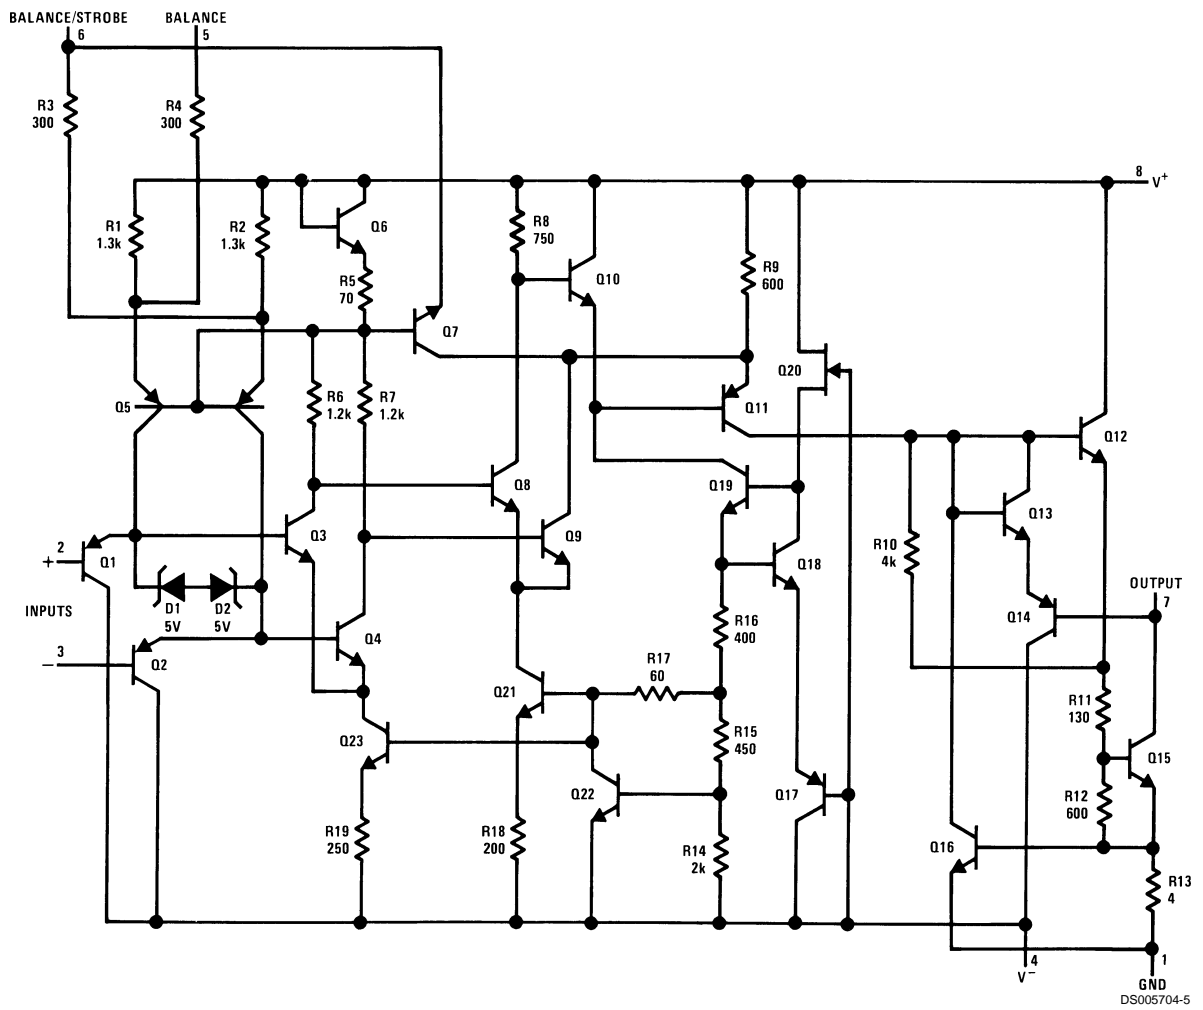 BALANCE/STROBE
BALANCE
6
5
R3
300
R4
300
8
V+
R1
1.3k
R2
1.3k
Q6
R8
750
Q10
R9
600
R5
70
Q7
Q20
Q5
R6
1.2k
R7
1.2k
Q11
Q12
Q8
Q19
Q3
Q9
Q13
+
2
Q1
Q18
R10
4k
INPUTS
D1
5V
D2
5V
OUTPUT
7
R16
400
Q14
−
3
Q2
Q4
R17
60
Q21
R11
130
Q23
R15
450
Q15
Q22
Q17
R12
600
R19
250
R18
200
R14
2k
Q16
R13
4
4
V−
1
GND
DS005704-5